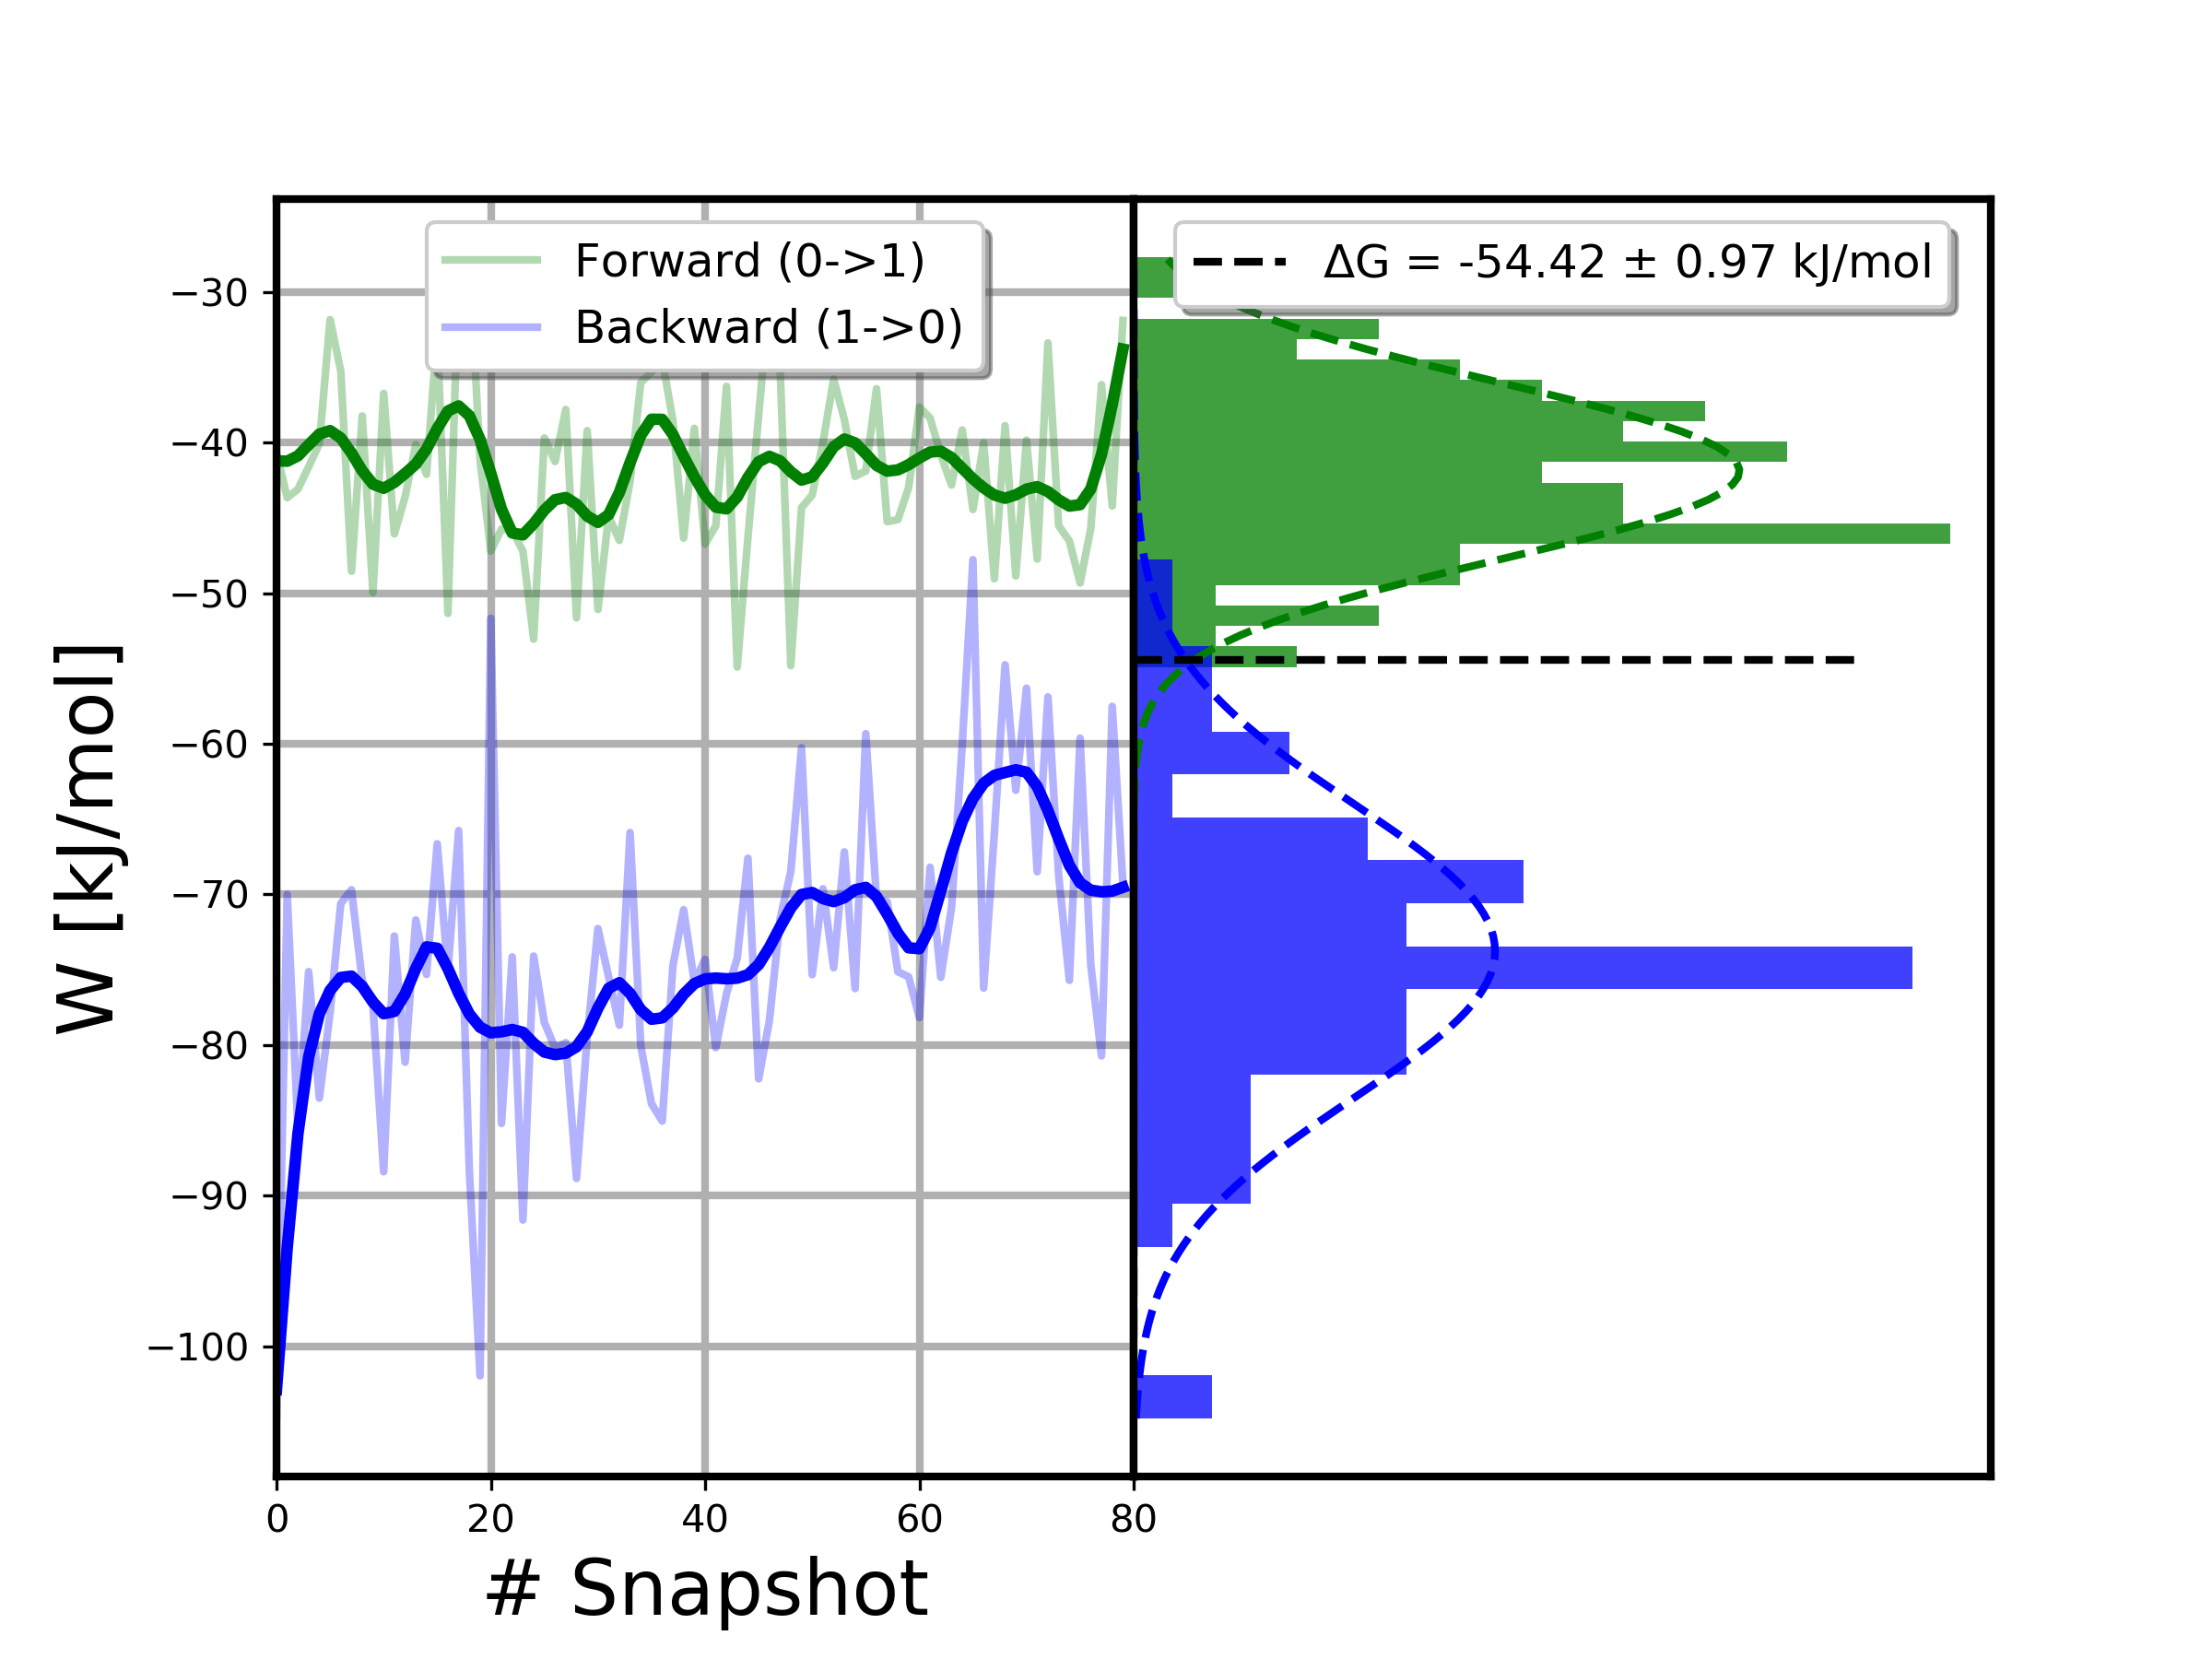 Forward (0->1)
Backward (1->0)
ΔG = -54.42 ± 0.97 kJ/mol
W [kJ/mol]
−30
−40
−50
−60
−70
−80
−90
−100
0 20 40 60 80
# Snapshot